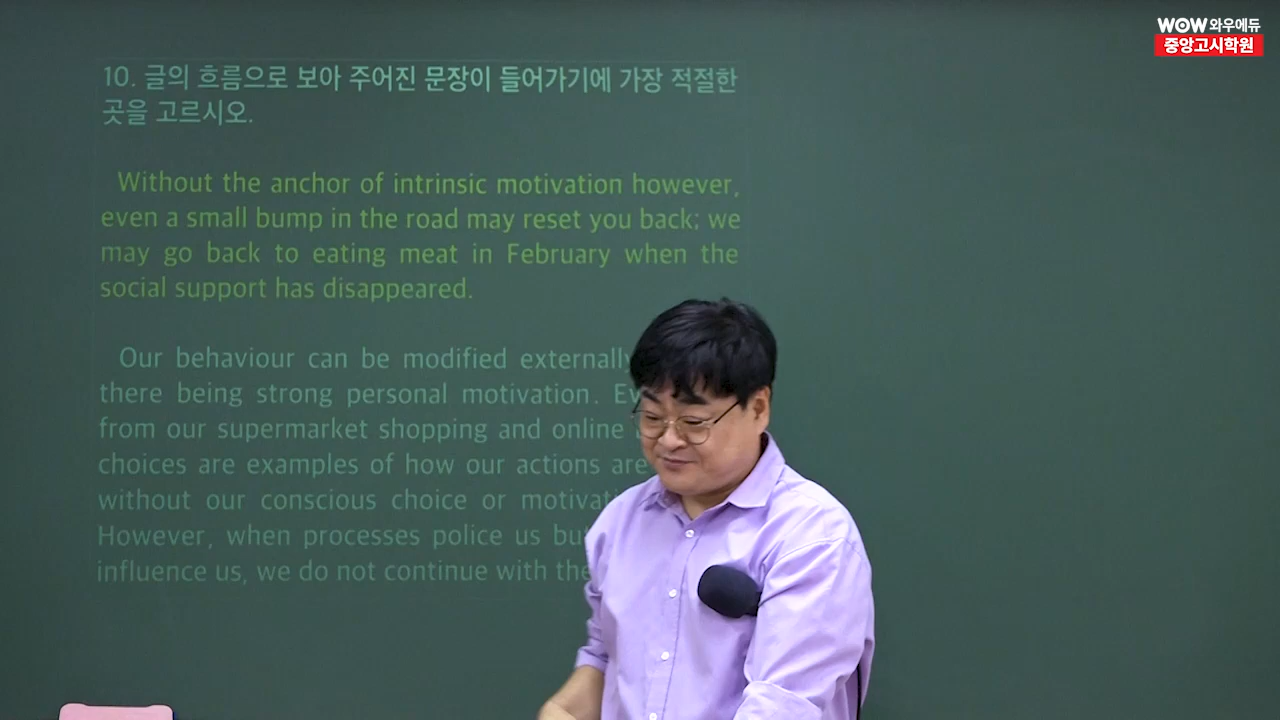 WOW 와우에듀
중앙고시학원
10. 글의 흐름으로 보아 주어진 문장이 들어가기에 가장 적절한
곳을 고르시오.
Without the anchor of intrinsic motivation however,
even a small bump in the road may reset you back; we
may go back to eating meat in February when the
social support has disappeared.
Our behaviour can be modified externally
there being strong personal motivation.
from our supermarket shopping and online
choices are examples of how our actions are
without our conscious choice or
However, when processes police us
influence us, we do not continue with